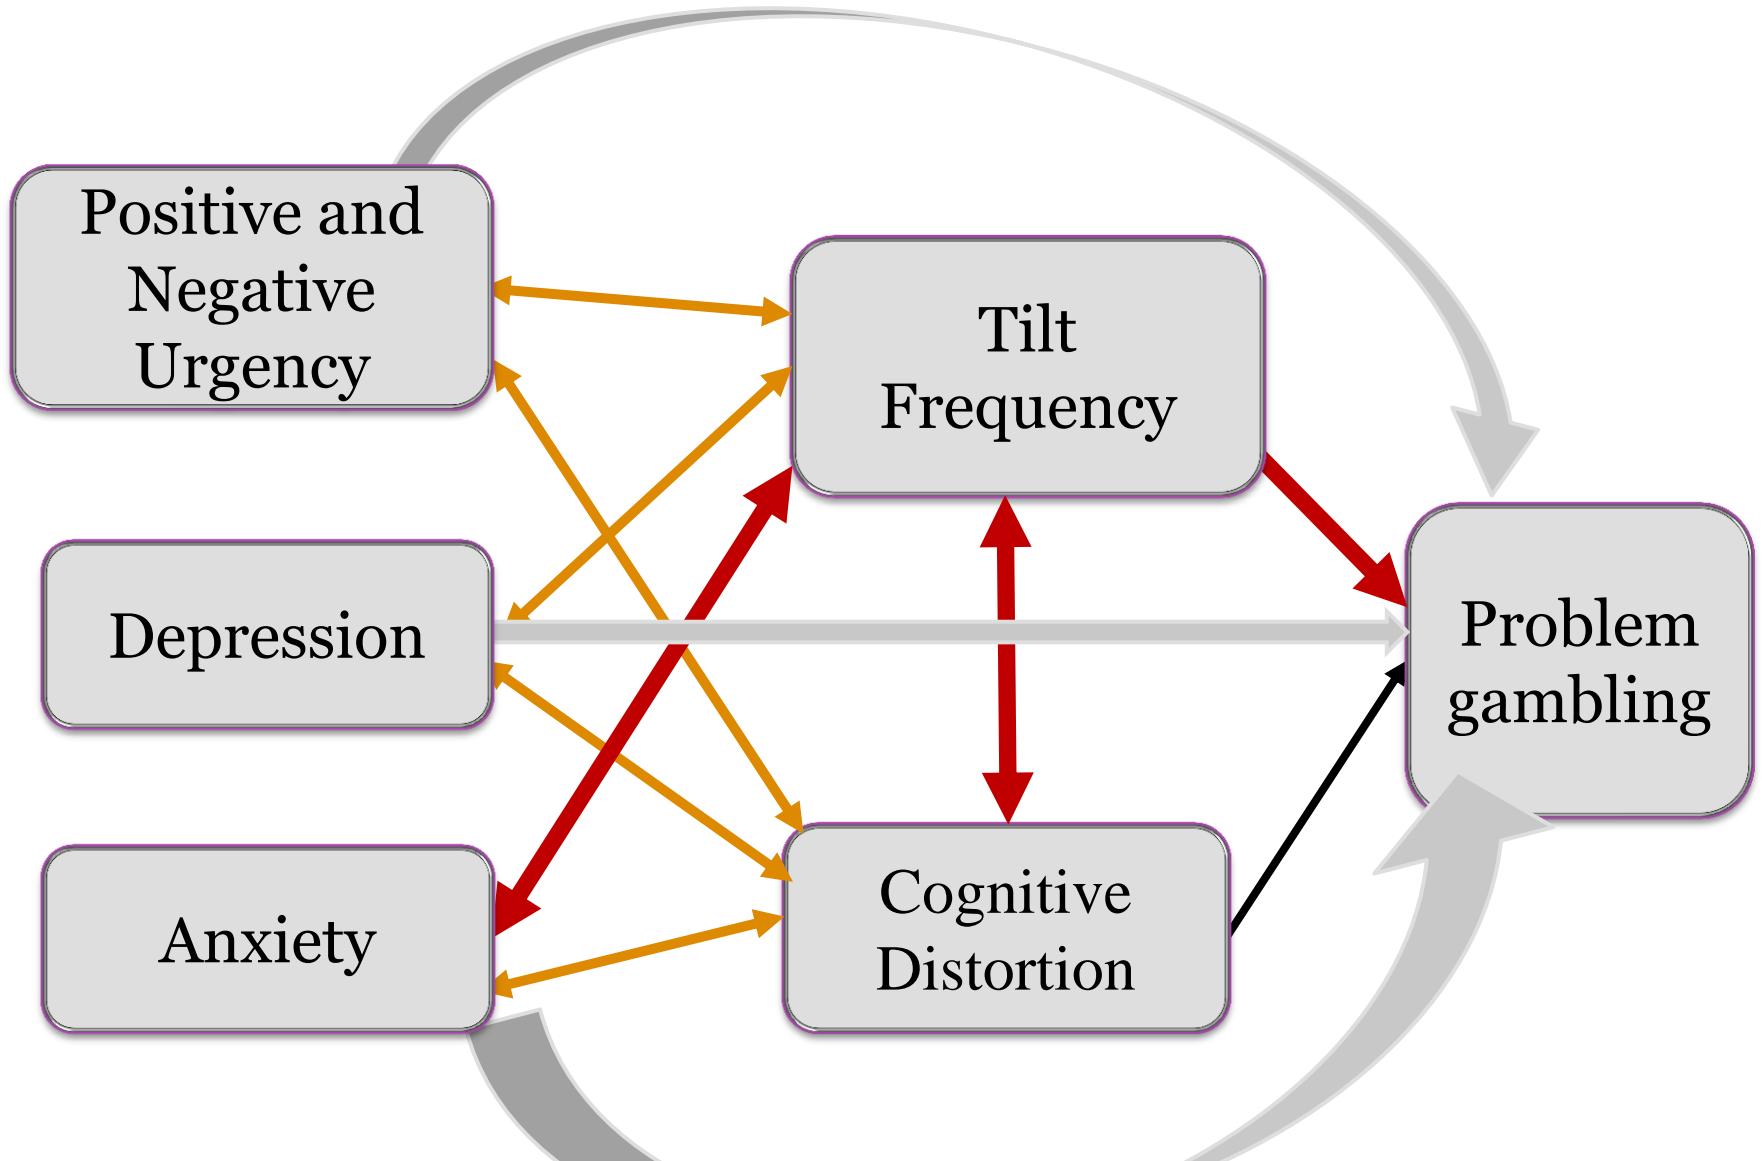 Positive and
Negative
Urgency
Tilt
Frequency
Depression
Problem
gambling
Anxiety
Cognitive
Distortion